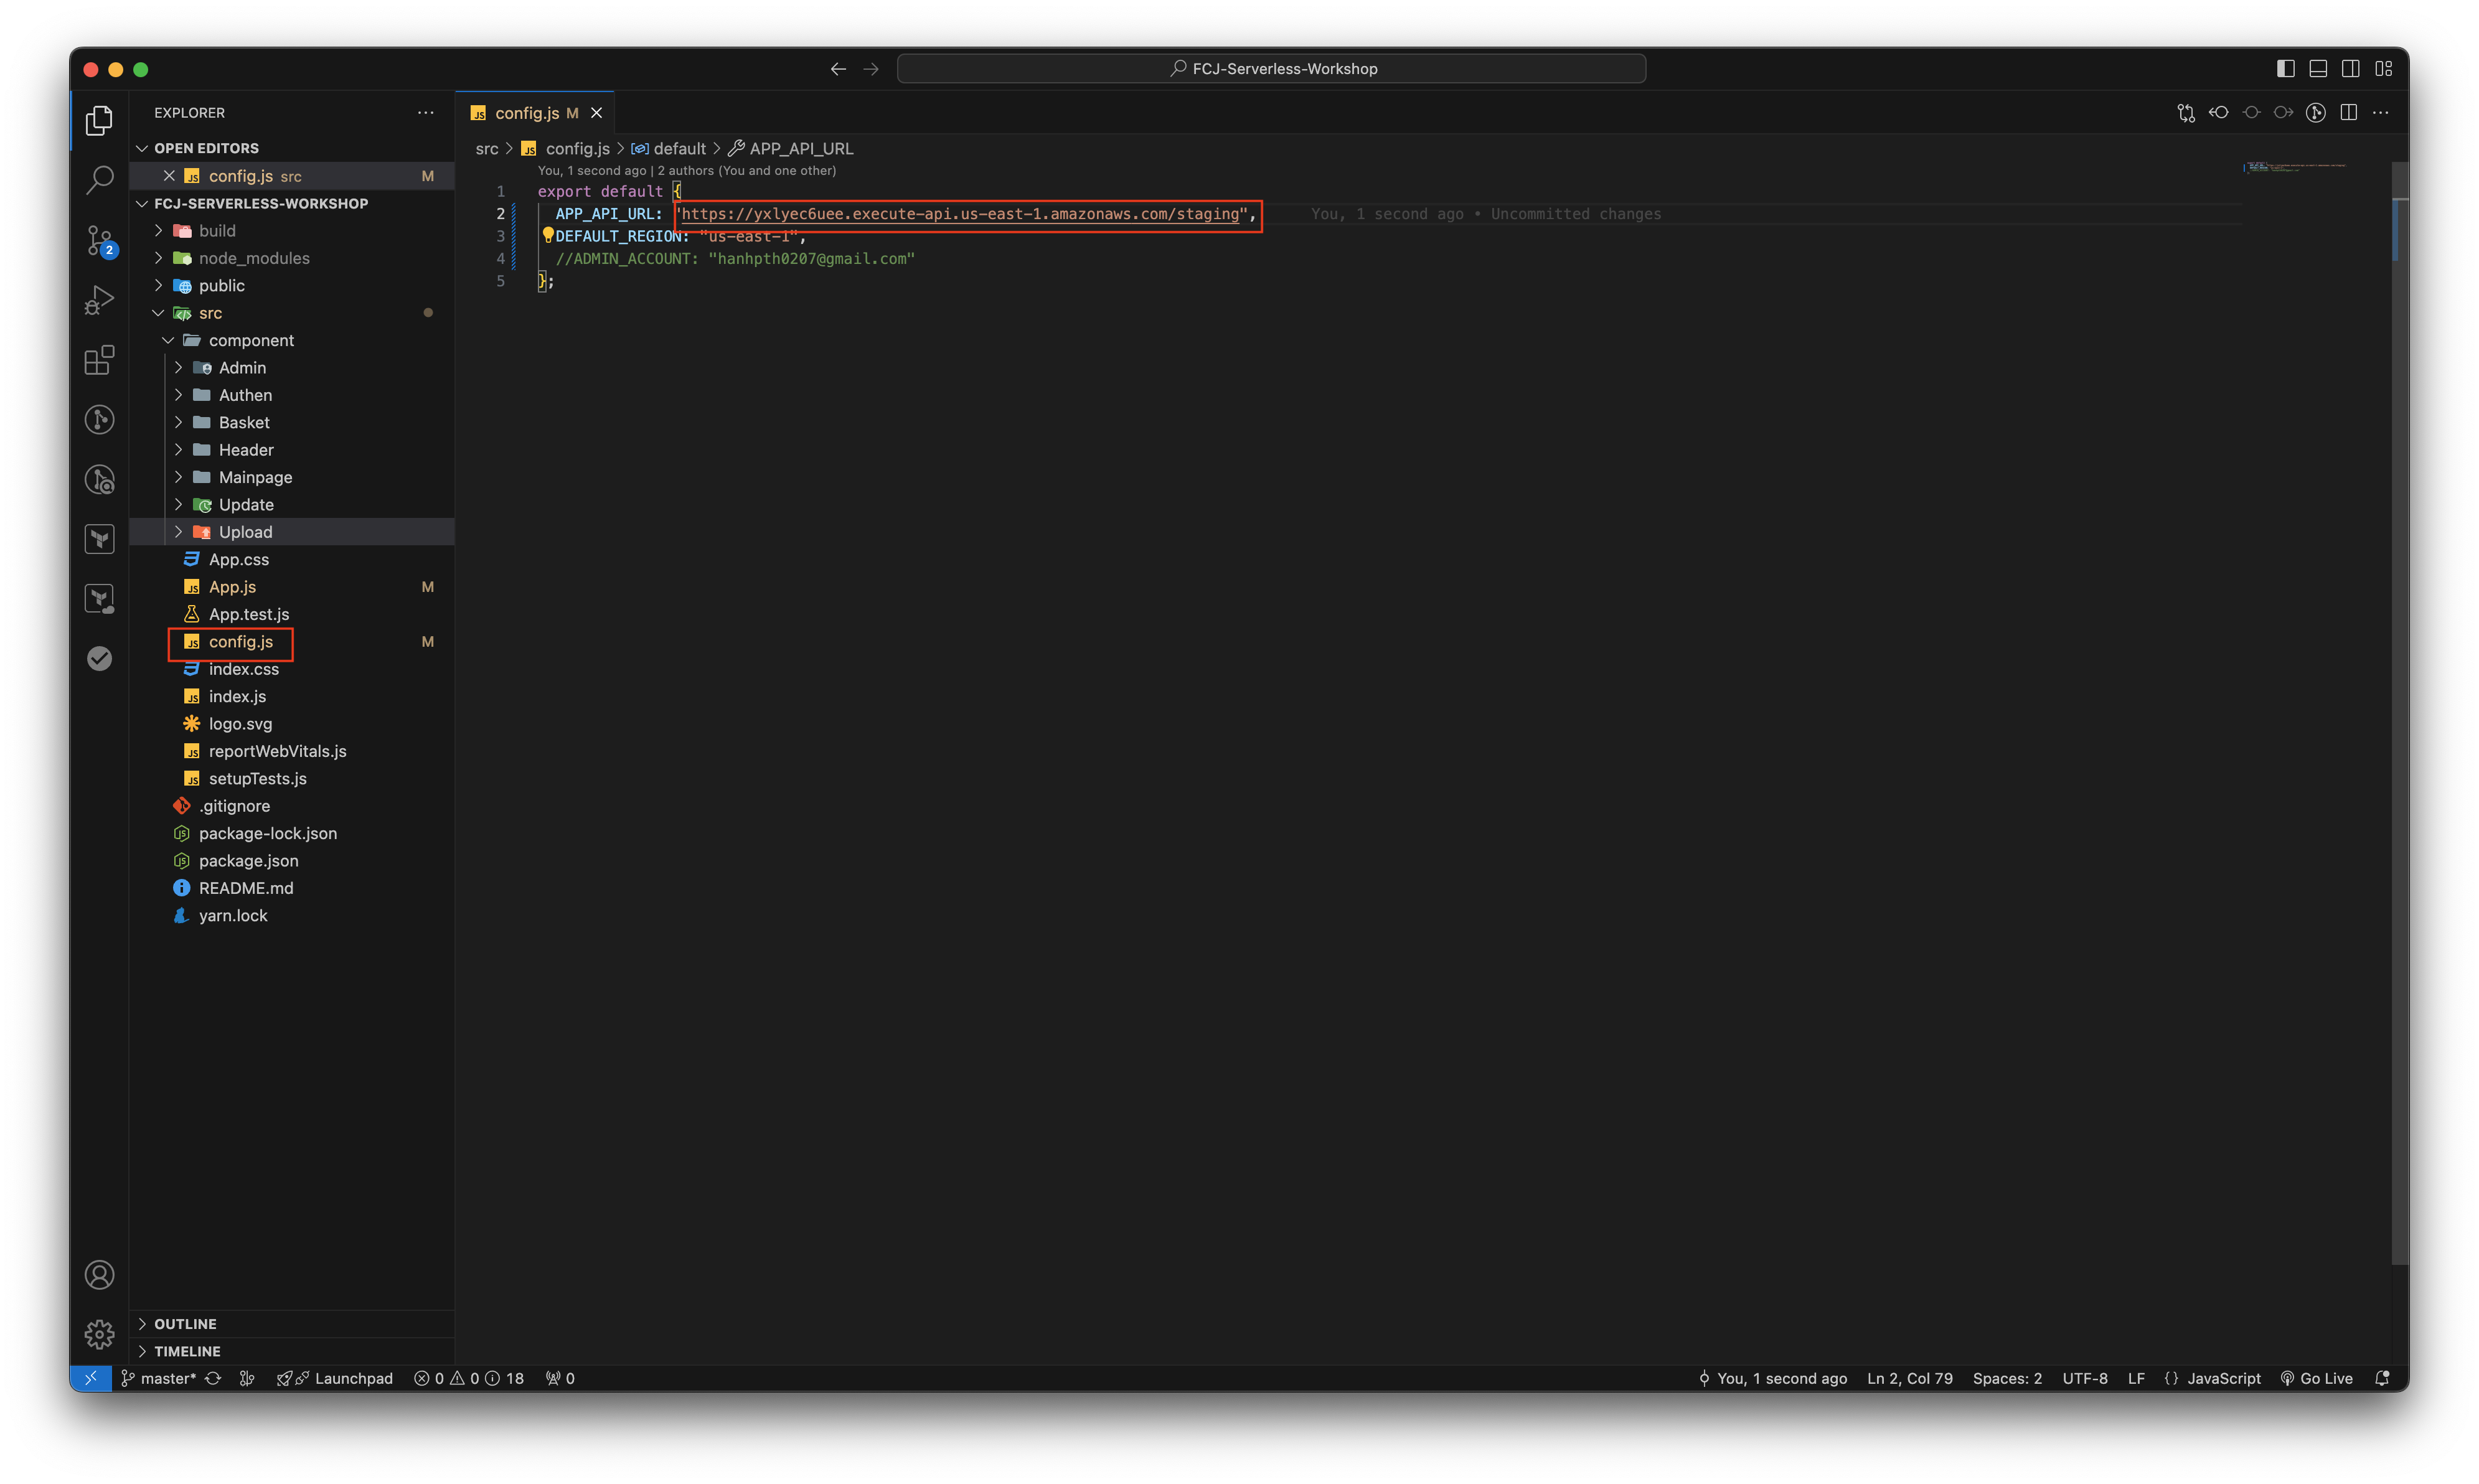 FCJ-Serverless-Workshop
EXPLORER
OPEN EDITORS
config.js src M
FCJ-SERVERLESS-WORKSHOP
build
node_modules
public
src
component
Admin
Authen
Basket
Header
Mainpage
Update
Upload
App.css
App.js M
App.test.js
config.js M
index.css
index.js
logo.svg
reportWebVitals.js
setupTests.js
.gitignore
package-lock.json
package.json
README.md
yarn.lock
OUTLINE
TIMELINE
2
config.js M
src > config.js > default > APP_API_URL
You, 1 second ago | 2 authors (You and one other)
1 export default {
2 APP_API_URL: "https://yxlyec6uee.execute-api.us-east-1.amazonaws.com/staging", You, 1 second ago • Uncommitted changes
3 DEFAULT_REGION: "us-east-1",
4 //ADMIN_ACCOUNT: "hanhpth0207@gmail.com"
5 };
master* Launchpad 0 0 18 0 You, 1 second ago Ln 2, Col 79 Spaces: 2 UTF-8 LF {} JavaScript Go Live